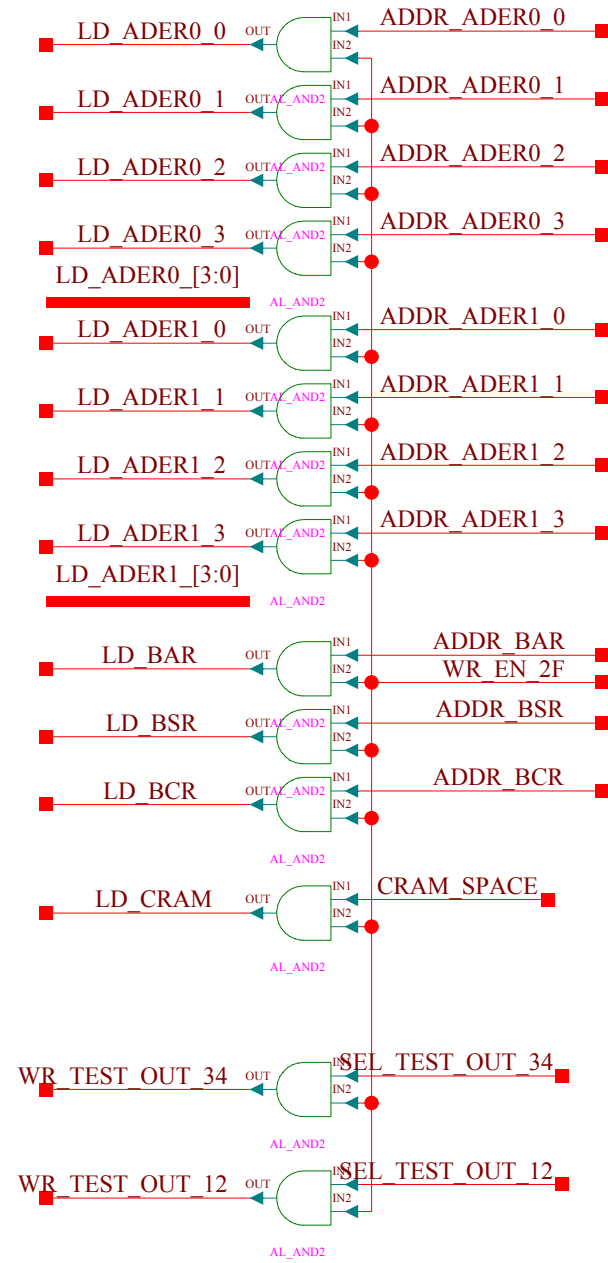 LD_ADER0_0 OUT IN1 ADDR_ADER0_0
IN2
LD_ADER0_1 OUT AL_AND2 IN1 ADDR_ADER0_1
IN2
LD_ADER0_2 OUT AL_AND2 IN1 ADDR_ADER0_2
IN2
LD_ADER0_3 OUT AL_AND2 IN1 ADDR_ADER0_3
IN2
LD_ADER0_[3:0]
AL_AND2
LD_ADER1_0 OUT IN1 ADDR_ADER1_0
IN2
LD_ADER1_1 OUT AL_AND2 IN1 ADDR_ADER1_1
IN2
LD_ADER1_2 OUT AL_AND2 IN1 ADDR_ADER1_2
IN2
LD_ADER1_3 OUT AL_AND2 IN1 ADDR_ADER1_3
IN2
LD_ADER1_[3:0]
AL_AND2
LD_BAR OUT IN1 ADDR_BAR
IN2 WR_EN_2F
LD_BSR OUT AL_AND2 IN1 ADDR_BSR
IN2
LD_BCR OUT AL_AND2 IN1 ADDR_BCR
IN2
AL_AND2
LD_CRAM OUT IN1 CRAM_SPACE
IN2
AL_AND2
WR_TEST_OUT_34 OUT IN1 SEL_TEST_OUT_34
IN2
AL_AND2
WR_TEST_OUT_12 OUT IN1 SEL_TEST_OUT_12
IN2
AL_AND2